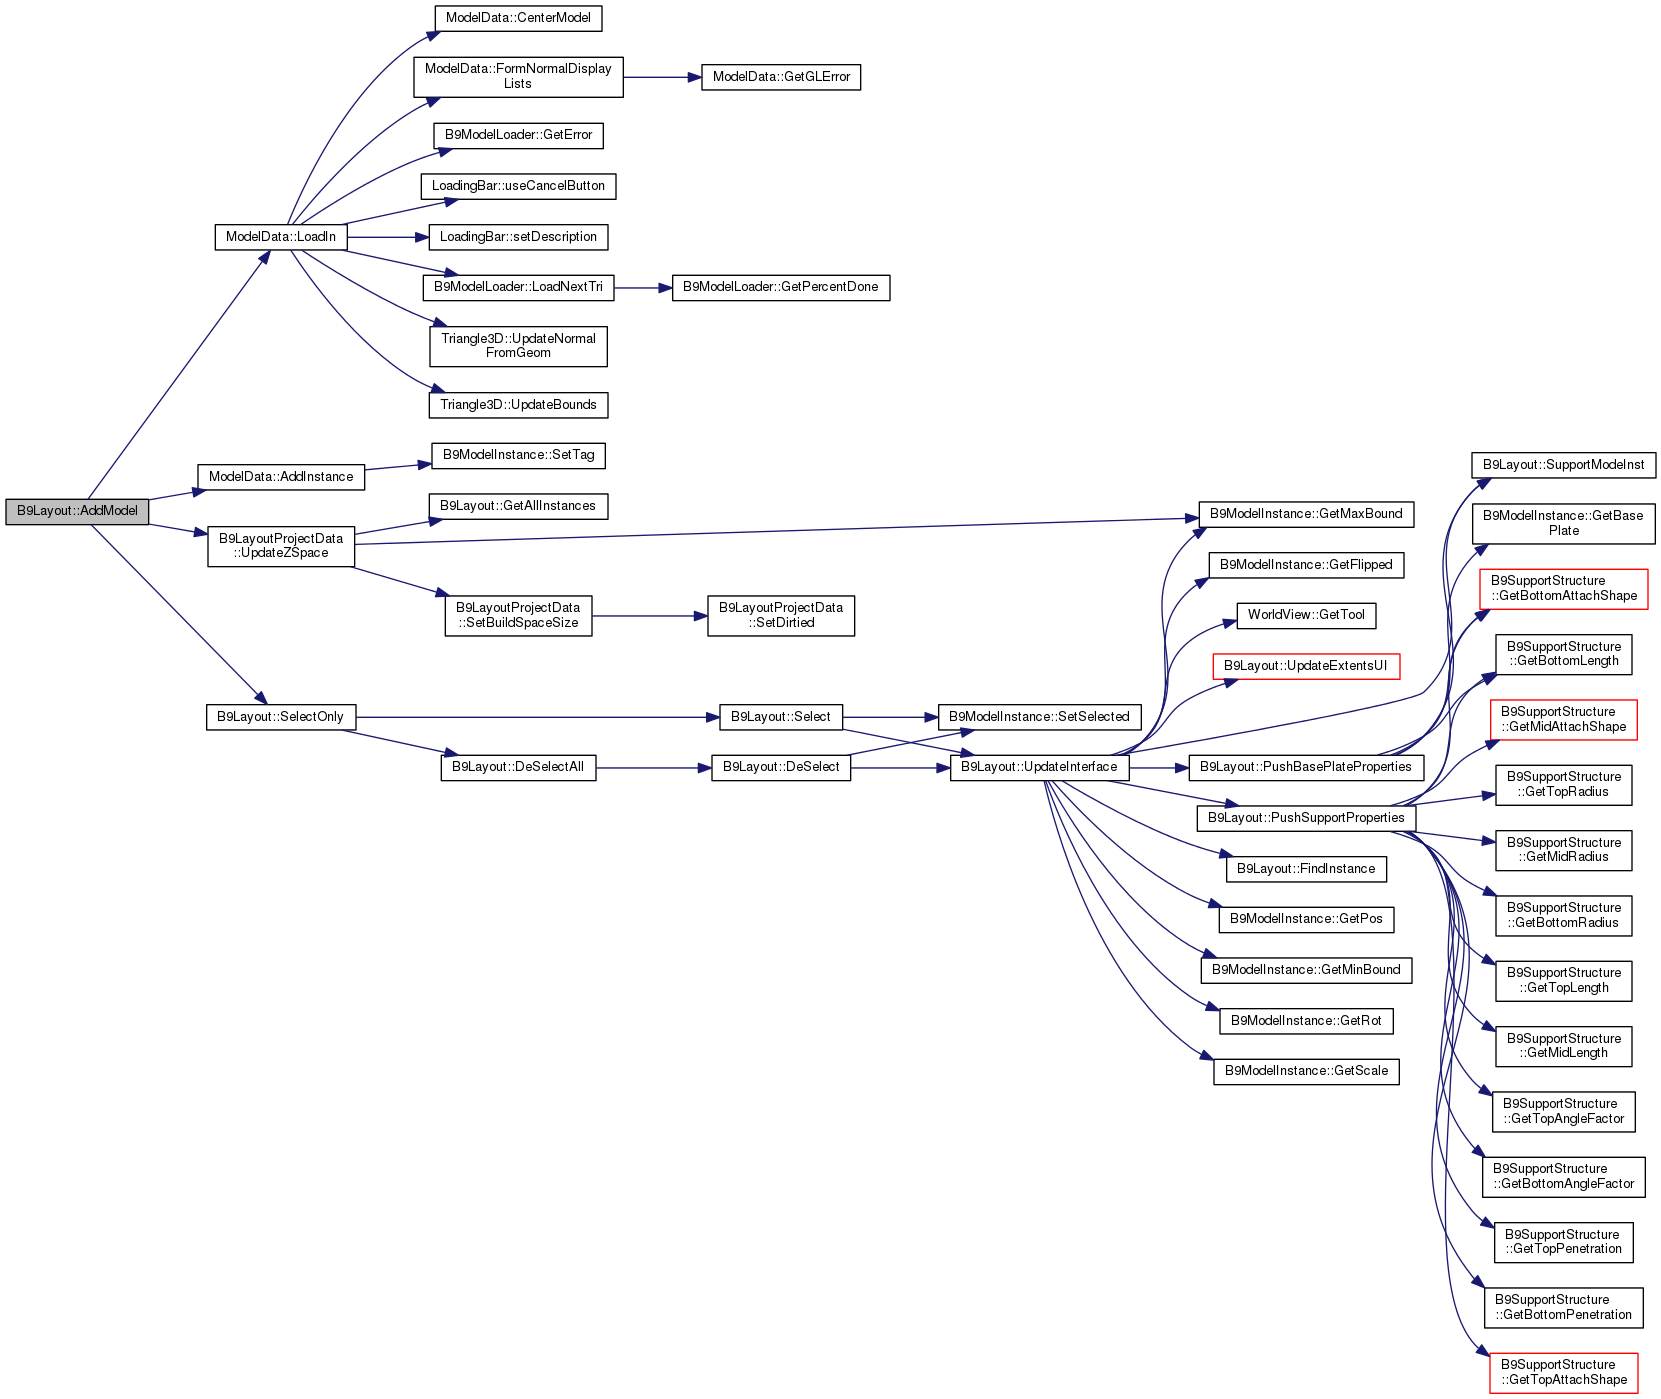 ModelData::CenterModel
ModelData::FormNormalDisplay
Lists
ModelData::GetGLError
B9ModelLoader::GetError
LoadingBar::useCancelButton
ModelData::LoadIn
LoadingBar::setDescription
B9ModelLoader::LoadNextTri
B9ModelLoader::GetPercentDone
Triangle3D::UpdateNormal
FromGeom
Triangle3D::UpdateBounds
B9ModelInstance::SetTag
ModelData::AddInstance
B9Layout::AddModel
B9Layout::GetAllInstances
B9LayoutProjectData
::UpdateZSpace
B9LayoutProjectData
::SetBuildSpaceSize
B9LayoutProjectData
::SetDirtied
B9Layout::SelectOnly
B9Layout::Select
B9Layout::DeSelectAll
B9Layout::DeSelect
B9ModelInstance::SetSelected
B9Layout::UpdateInterface
B9ModelInstance::GetMaxBound
B9ModelInstance::GetFlipped
WorldView::GetTool
B9Layout::UpdateExtentsUI
B9Layout::PushBasePlateProperties
B9Layout::PushSupportProperties
B9Layout::FindInstance
B9ModelInstance::GetPos
B9ModelInstance::GetMinBound
B9ModelInstance::GetRot
B9ModelInstance::GetScale
B9Layout::SupportModeInst
B9ModelInstance::GetBase
Plate
B9SupportStructure
::GetBottomAttachShape
B9SupportStructure
::GetBottomLength
B9SupportStructure
::GetMidAttachShape
B9SupportStructure
::GetTopRadius
B9SupportStructure
::GetMidRadius
B9SupportStructure
::GetBottomRadius
B9SupportStructure
::GetTopLength
B9SupportStructure
::GetMidLength
B9SupportStructure
::GetTopAngleFactor
B9SupportStructure
::GetBottomAngleFactor
B9SupportStructure
::GetTopPenetration
B9SupportStructure
::GetBottomPenetration
B9SupportStructure
::GetTopAttachShape